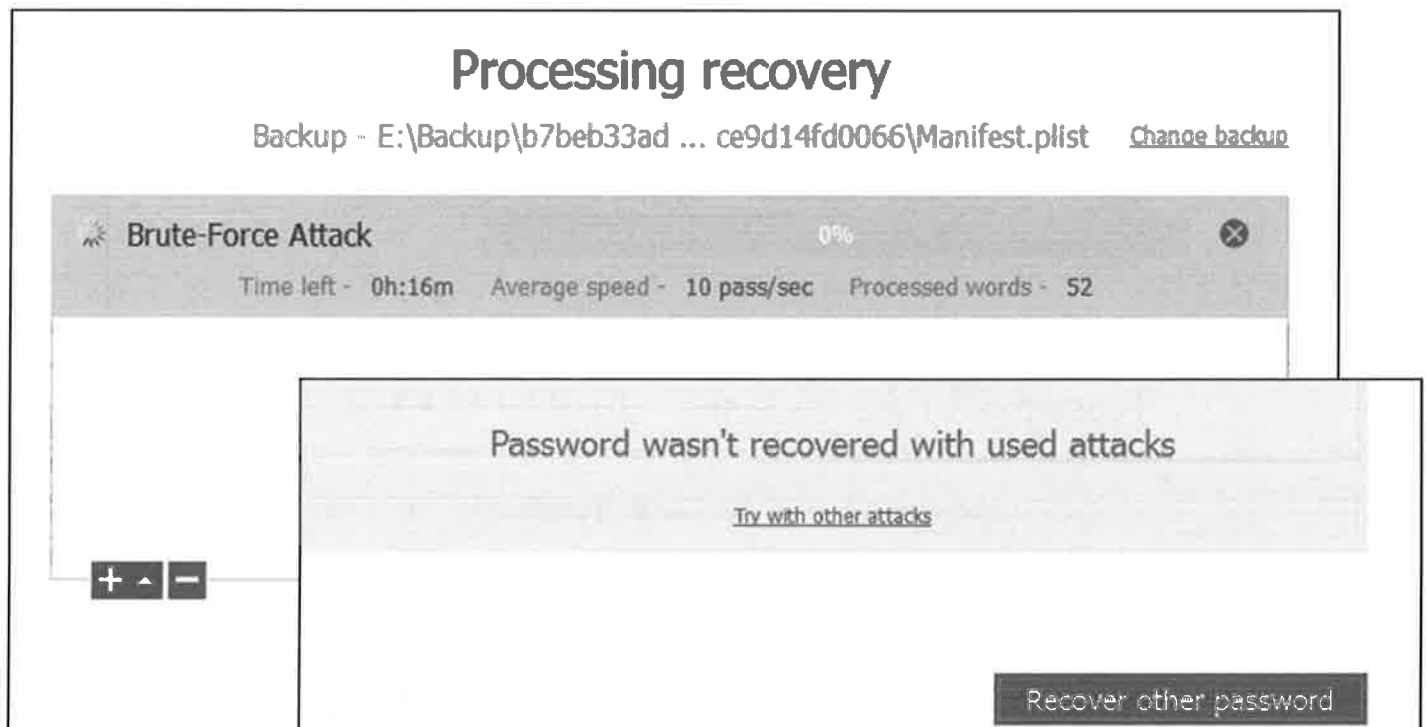 Processing recovery
Backup - E:\Backup\b7beb33ad ... ce9d14fd0066\Manifest.plist Change backup
Brute-Force Attack 0%
Time left - 0h:16m Average speed - 10 pass/sec Processed words - 52
Password wasn't recovered with used attacks
Try with other attacks
Recover other password